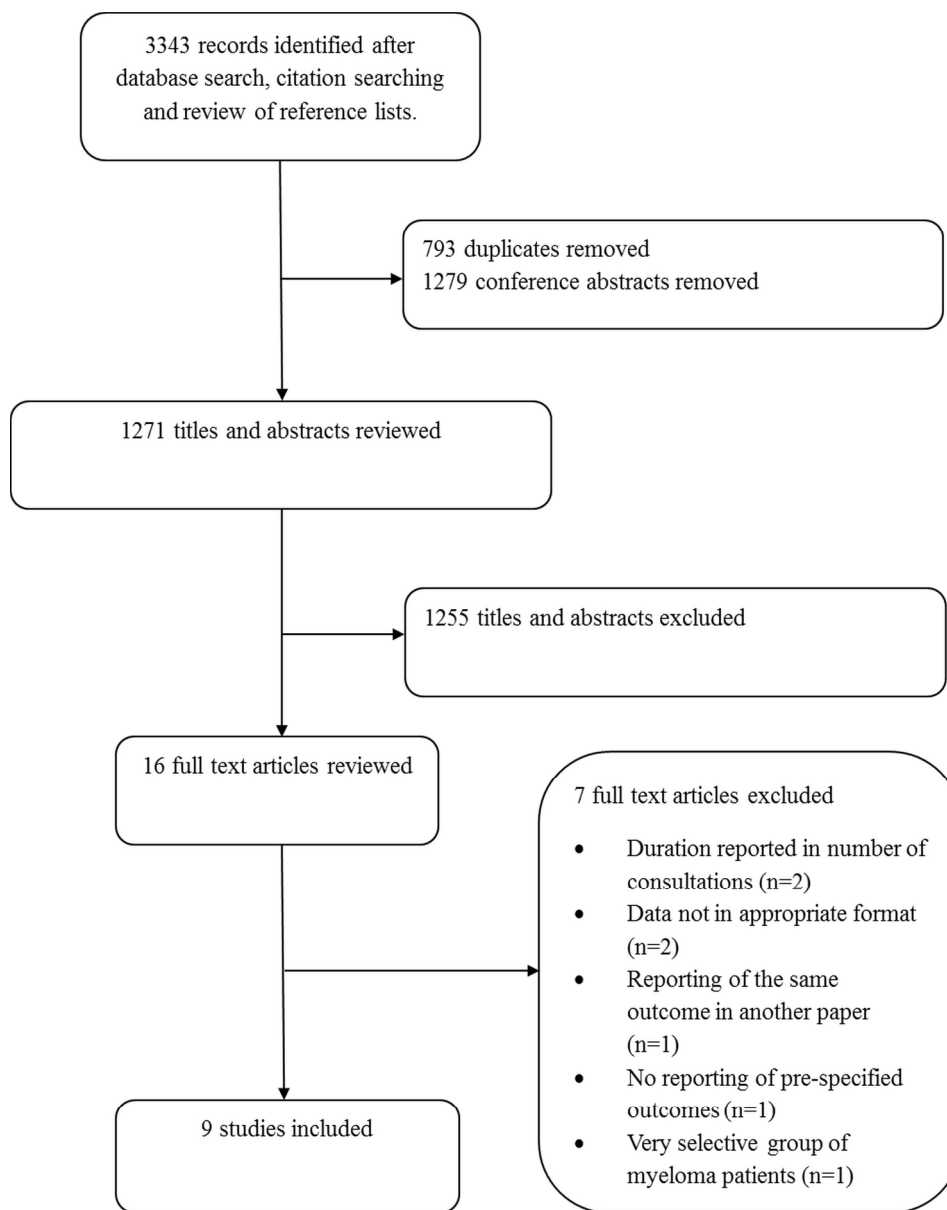 3343 records identified after
database search, citation searching
and review of reference lists.
793 duplicates removed
1279 conference abstracts removed
1271 titles and abstracts reviewed
1255 titles and abstracts excluded
16 full text articles reviewed
7 full text articles excluded
• Duration reported in number of
consultations (n=2)
• Data not in appropriate format
(n=2)
• Reporting of the same
outcome in another paper
(n=1)
• No reporting of pre-specified
outcomes (n=1)
• Very selective group of
myeloma patients (n=1)
9 studies included